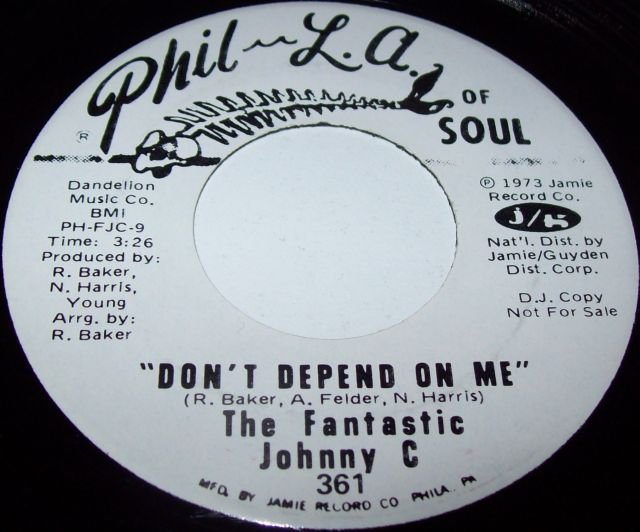 Phil-L.A.
OF
SOUL
®
Dandelion
Music Co.
BMI
PH-FJC-9
Time: 3:26
Produced by:
R. Baker,
N. Harris,
Young
Arrg. by:
R. Baker
℗ 1973 Jamie
Record Co.
J/G
Nat'l. Dist. by
Jamie/Guyden
Dist. Corp.
D.J. Copy
Not For Sale
"DON'T DEPEND ON ME"
(R. Baker, A. Felder, N. Harris)
The Fantastic
Johnny C
361
MFD. BY JAMIE RECORD CO PHILA., PA